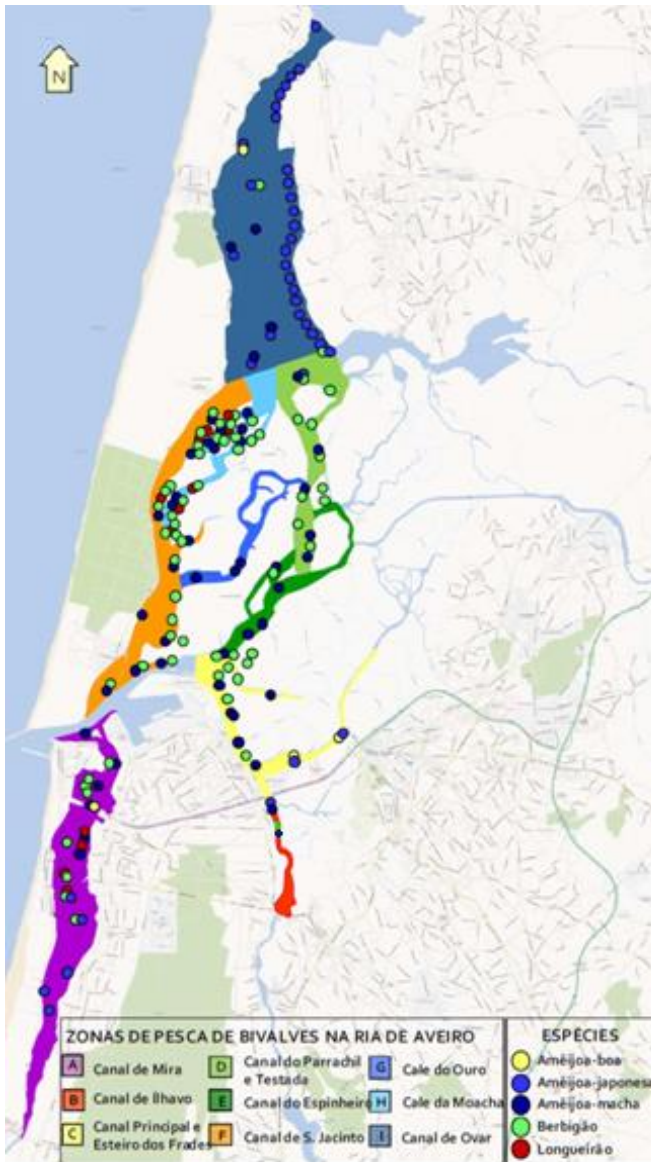 N
ZONAS DE PESCA DE BIVALVES NA RIA DE AVEIRO
A Canal de Mira
B Canal de Ílhavo
C Canal Principal e Esteiro dos Frades
D Canal do Parrachil e Testada
E Canal do Espinheiro
F Canal de S. Jacinto
G Cale do Ouro
H Cale da Moacha
I Canal de Ovar
ESPÉCIES
Amêijoa-boa
Amêijoa-japonesa
Amêijoa-macha
Berbigão
Longueirão